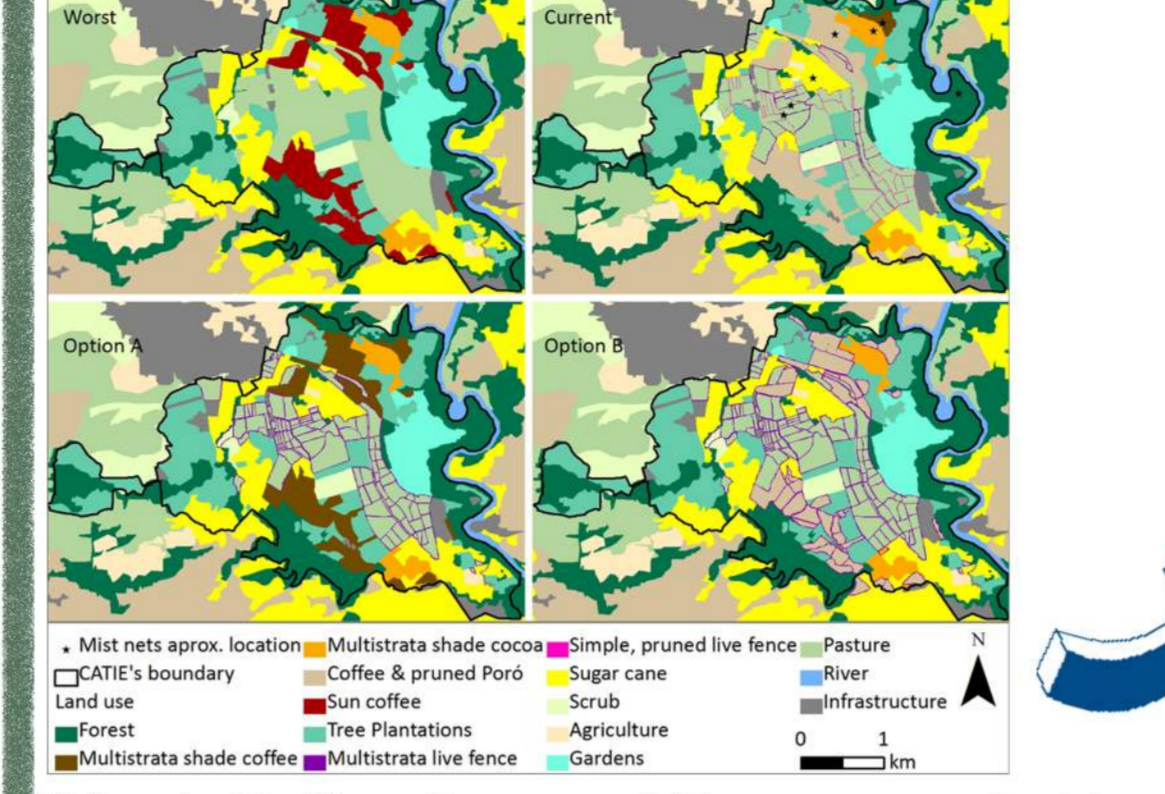 Worst
Current
Option A
Option B
Mist nets aprox. location
Multistrata shade cocoa
Simple, pruned live fence
Pasture
N
CATIE's boundary
Coffee & pruned Poró
Sugar cane
River
Land use
Sun coffee
Scrub
Infrastructure
Forest
Tree Plantations
Agriculture
0 1
Multistrata shade coffee
Multistrata live fence
Gardens
km